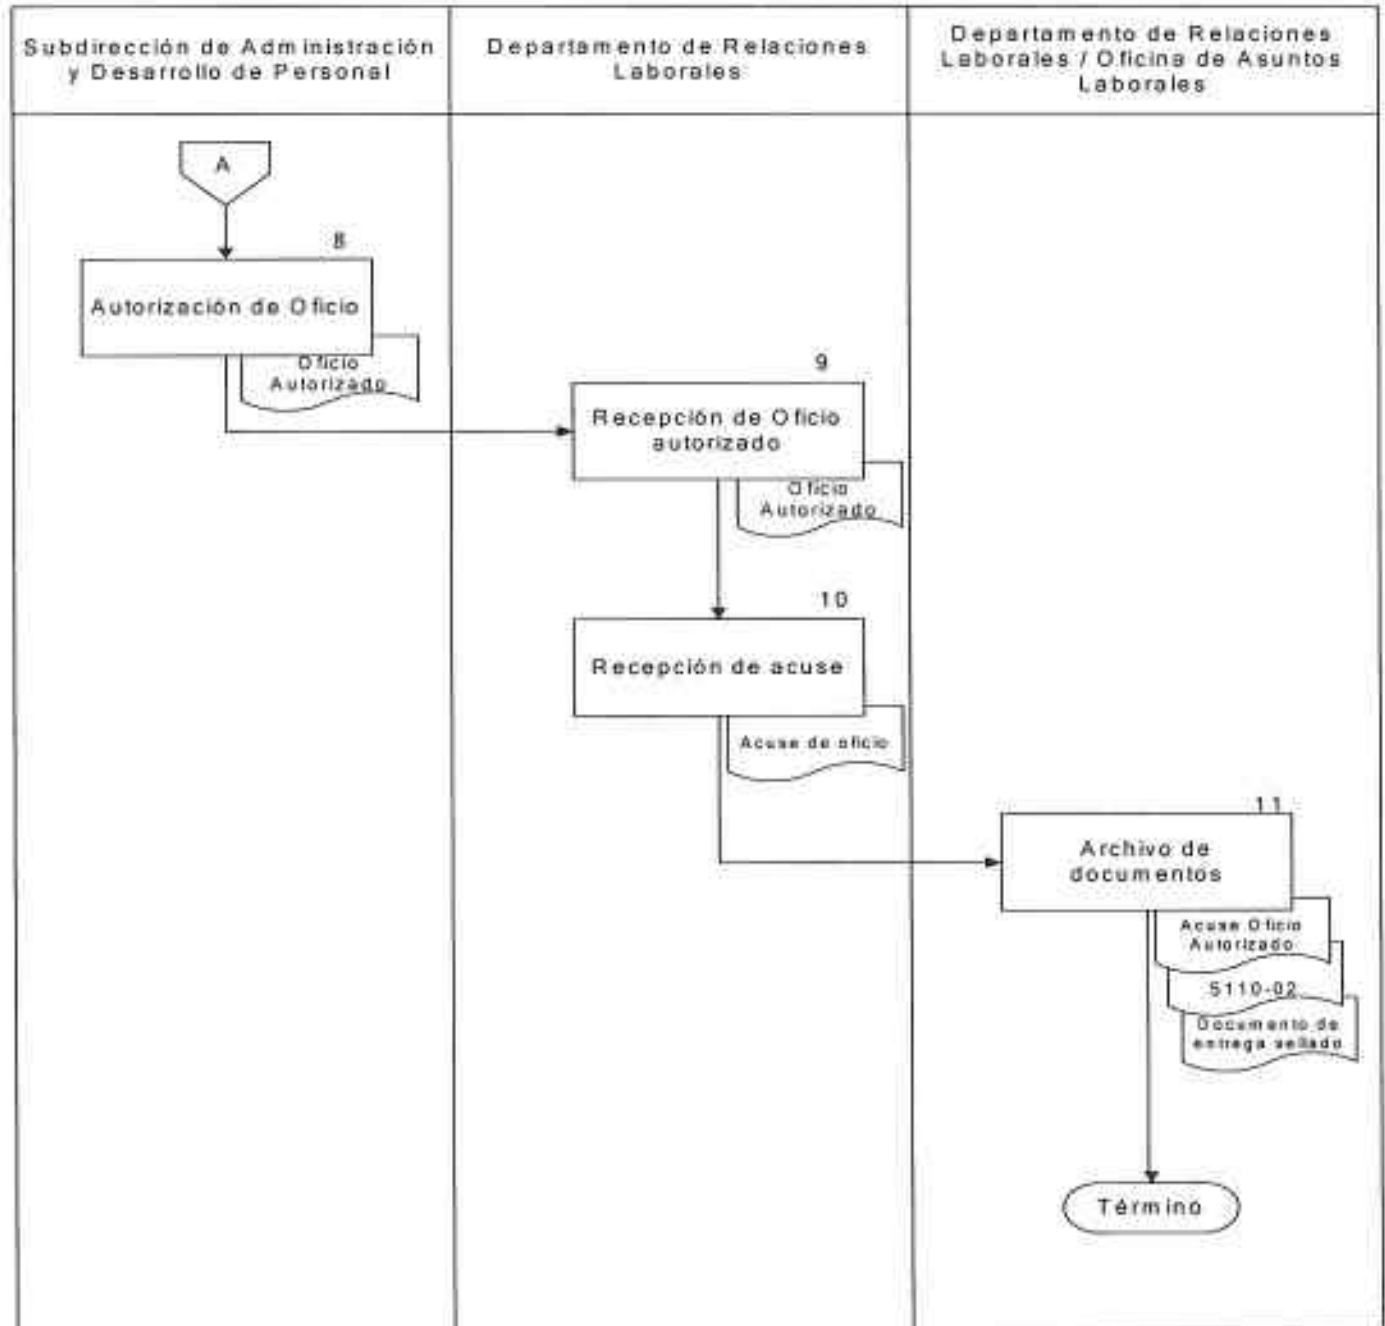 Subdirección de Administración
y Desarrollo de Personal
Departamento de Relaciones
Laborales
Departamento de Relaciones
Laborales / Oficina de Asuntos
Laborales
A
8
Autorización de Oficio
Oficio
Autorizado
9
Recepción de Oficio
autorizado
Oficio
Autorizado
10
Recepción de acuse
Acuse de oficio
11
Archivo de
documentos
Acuse Oficio
Autorizado
5110-02
Documento de
entrega sellado
Término